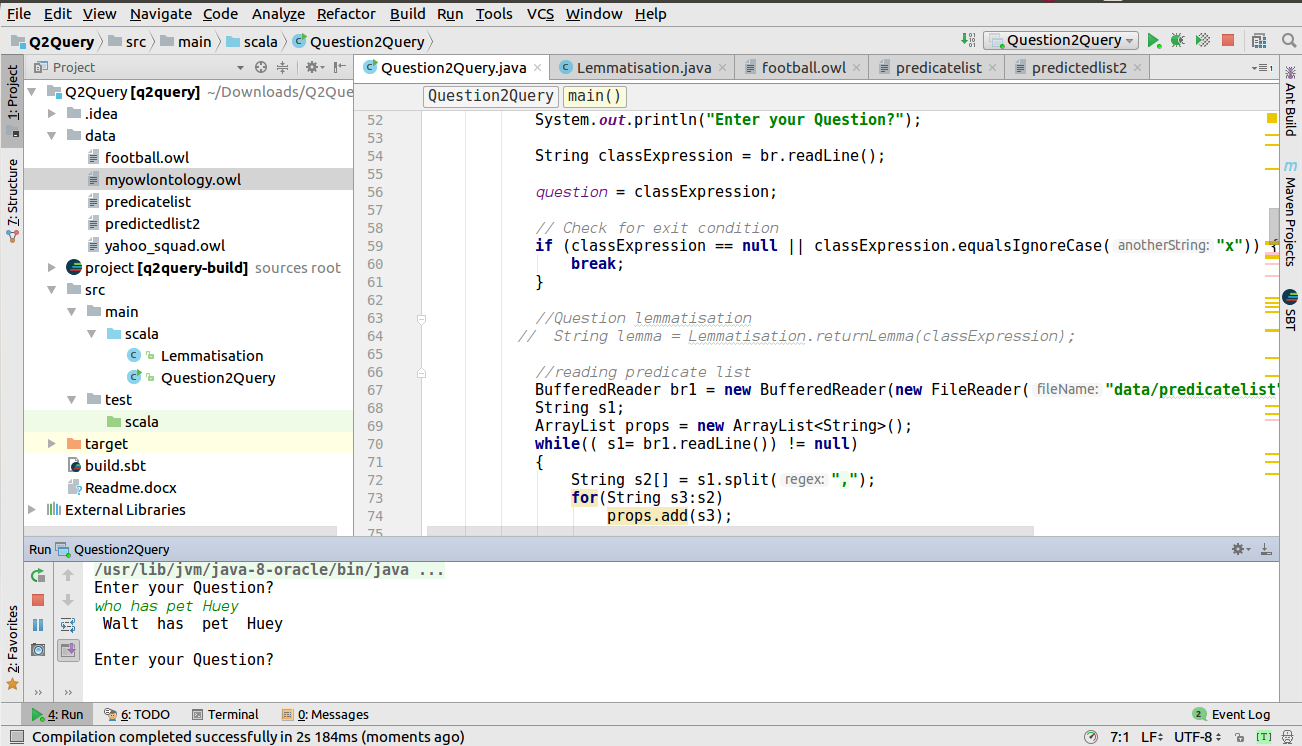 File Edit View Navigate Code Analyze Refactor Build Run Tools VCS Window Help
Q2Query src main scala Question2Query Question2Query
Project Question2Query.java Lemmatisation.java football.owl predicatelist predictedlist2
1: Project
7: Structure
2: Favorites
Q2Query [q2query] ~/Downloads/Q2Que
.idea
data
football.owl
myowlontology.owl
predicatelist
predictedlist2
yahoo_squad.owl
project [q2query-build] sources root
src
main
scala
Lemmatisation
Question2Query
test
scala
target
build.sbt
Readme.docx
External Libraries
Question2Query main()
52 System.out.println("Enter your Question?");
53
54 String classExpression = br.readLine();
55
56 question = classExpression;
57
58 // Check for exit condition
59 if (classExpression == null || classExpression.equalsIgnoreCase( anotherString: "x")) {
60 break;
61 }
62
63 //Question lemmatisation
64 // String lemma = Lemmatisation.returnLemma(classExpression);
65
66 //reading predicate list
67 BufferedReader br1 = new BufferedReader(new FileReader( fileName: "data/predicatelist"
68 String s1;
69 ArrayList props = new ArrayList<String>();
70 while(( s1= br1.readLine()) != null)
71 {
72 String s2[] = s1.split( regex: ",");
73 for(String s3:s2)
74 props.add(s3);
75
Ant Build
m Maven Projects
SBT
Run Question2Query
/usr/lib/jvm/java-8-oracle/bin/java ...
Enter your Question?
who has pet Huey
Walt has pet Huey
Enter your Question?
4: Run 6: TODO Terminal 0: Messages 2 Event Log
Compilation completed successfully in 2s 184ms (moments ago) 7:1 LF UTF-8 [T]